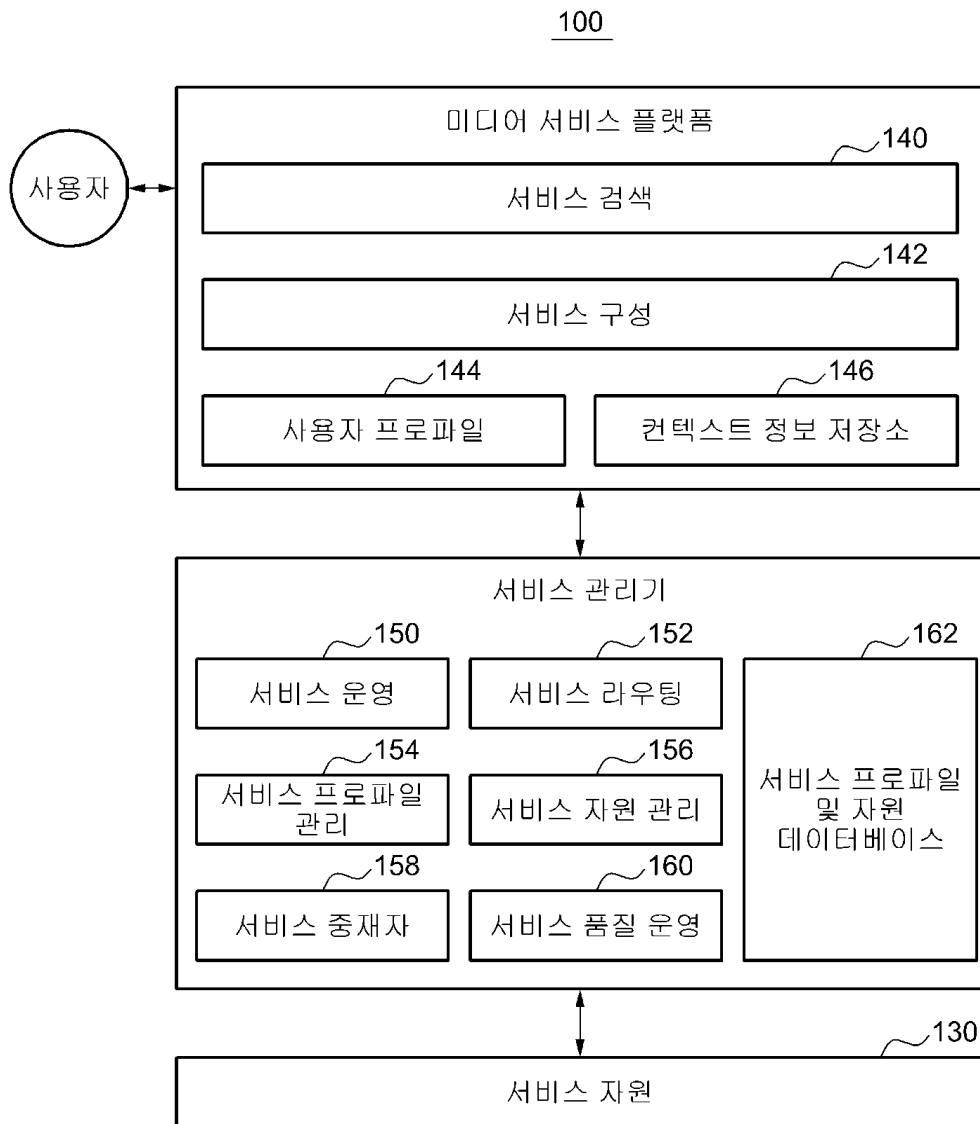 100
미디어 서비스 플랫폼
사용자
140
서비스 검색
142
서비스 구성
144
사용자 프로파일
146
컨텍스트 정보 저장소
서비스 관리기
150
서비스 운영
152
서비스 라우팅
154
서비스 프로파일
관리
156
서비스 자원 관리
158
서비스 중재자
160
서비스 품질 운영
162
서비스 프로파일
및 자원
데이터베이스
130
서비스 자원